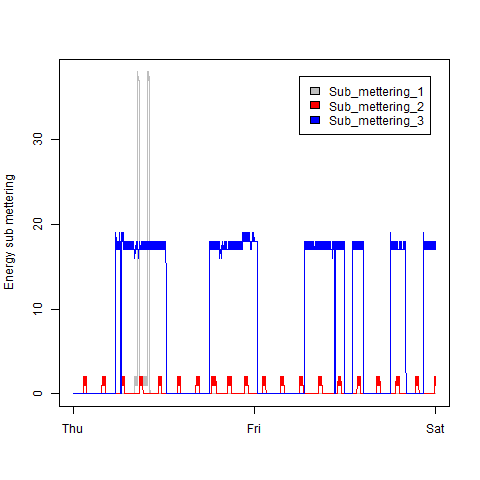 Sub_mettering_1
Sub_mettering_2
Sub_mettering_3
Energy sub mettering
30
20
10
0
Thu Fri Sat